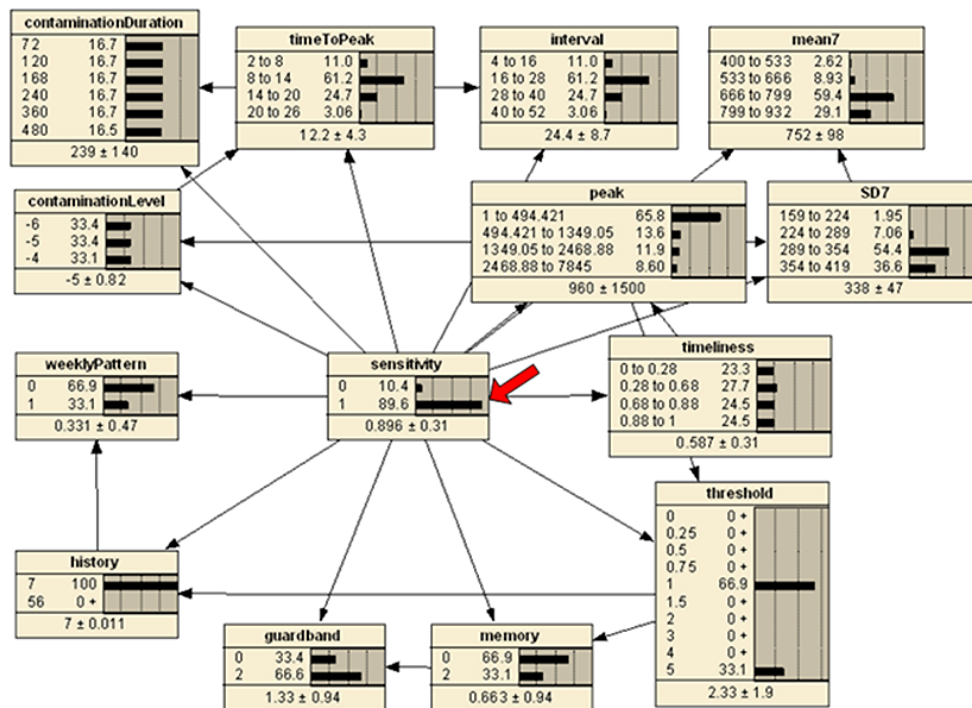 contaminationDuration
72 16.7
120 16.7
168 16.7
240 16.7
360 16.7
480 16.5
239 ± 140
timeToPeak
2 to 8 11.0
8 to 14 61.2
14 to 20 24.7
20 to 26 3.06
12.2 ± 4.3
interval
4 to 16 11.0
16 to 28 61.2
28 to 40 24.7
40 to 52 3.06
24.4 ± 8.7
mean7
400 to 533 2.62
533 to 666 8.93
666 to 799 59.4
799 to 932 29.1
752 ± 98
contaminationLevel
-6 33.4
-5 33.4
-4 33.1
-5 ± 0.82
peak
1 to 494.421 65.8
494.421 to 1349.05 13.6
1349.05 to 2468.88 11.9
2468.88 to 7845 8.60
960 ± 1500
SD7
159 to 224 1.95
224 to 289 7.06
289 to 354 54.4
354 to 419 36.6
338 ± 47
weeklyPattern
0 66.9
1 33.1
0.331 ± 0.47
sensitivity
0 10.4
1 89.6
0.896 ± 0.31
timeliness
0 to 0.28 23.3
0.28 to 0.68 27.7
0.68 to 0.88 24.5
0.88 to 1 24.5
0.587 ± 0.31
threshold
0 0 +
0.25 0 +
0.5 0 +
0.75 0 +
1 66.9
1.5 0 +
2 0 +
3 0 +
4 0 +
5 33.1
2.33 ± 1.9
history
7 100
56 0 +
7 ± 0.011
guardband
0 33.4
2 66.6
1.33 ± 0.94
memory
0 66.9
2 33.1
0.663 ± 0.94